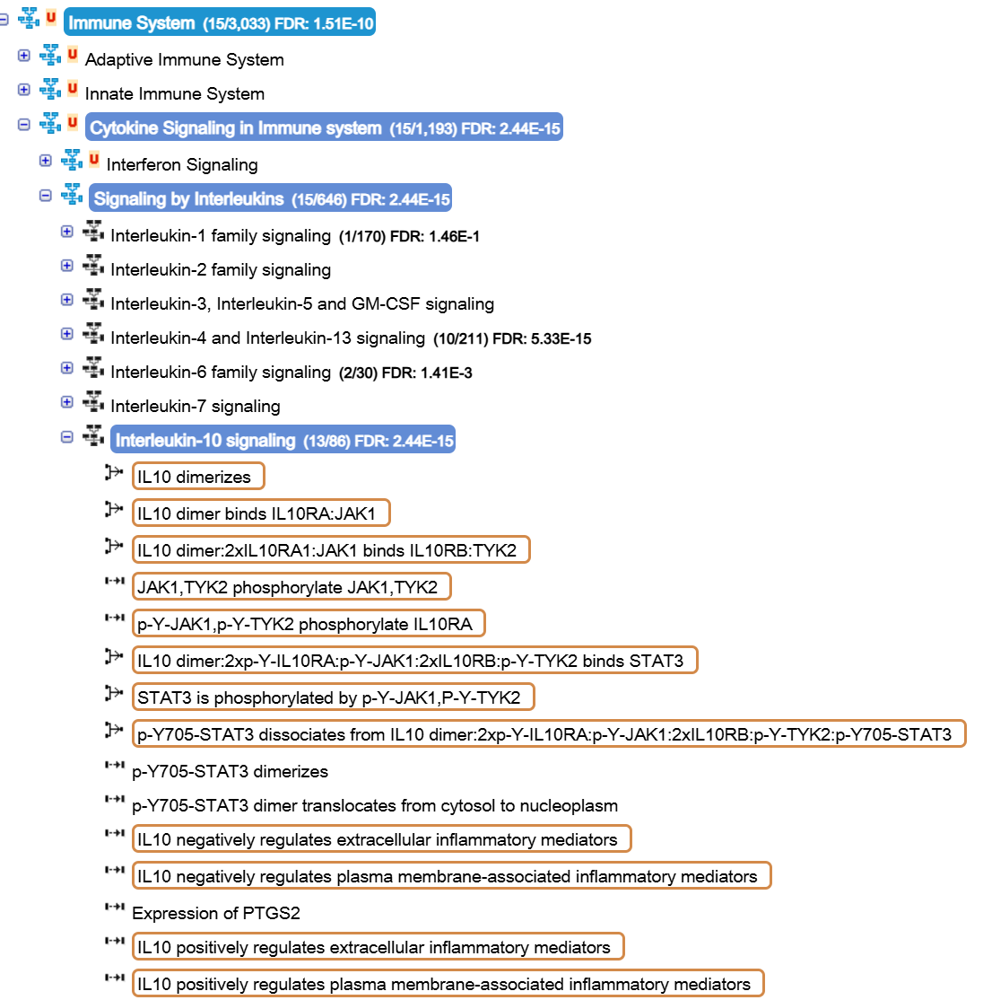 U Immune System (15/3,033) FDR: 1.51E-10
U Adaptive Immune System
U Innate Immune System
U Cytokine Signaling in Immune system (15/1,193) FDR: 2.44E-15
U Interferon Signaling
Signaling by Interleukins (15/646) FDR: 2.44E-15
Interleukin-1 family signaling (1/170) FDR: 1.46E-1
Interleukin-2 family signaling
Interleukin-3, Interleukin-5 and GM-CSF signaling
Interleukin-4 and Interleukin-13 signaling (10/211) FDR: 5.33E-15
Interleukin-6 family signaling (2/30) FDR: 1.41E-3
Interleukin-7 signaling
Interleukin-10 signaling (13/86) FDR: 2.44E-15
IL10 dimerizes
IL10 dimer binds IL10RA:JAK1
IL10 dimer:2xIL10RA1:JAK1 binds IL10RB:TYK2
JAK1,TYK2 phosphorylate JAK1,TYK2
p-Y-JAK1,p-Y-TYK2 phosphorylate IL10RA
IL10 dimer:2xp-Y-IL10RA:p-Y-JAK1:2xIL10RB:p-Y-TYK2 binds STAT3
STAT3 is phosphorylated by p-Y-JAK1,P-Y-TYK2
p-Y705-STAT3 dissociates from IL10 dimer:2xp-Y-IL10RA:p-Y-JAK1:2xIL10RB:p-Y-TYK2:p-Y705-STAT3
p-Y705-STAT3 dimerizes
p-Y705-STAT3 dimer translocates from cytosol to nucleoplasm
IL10 negatively regulates extracellular inflammatory mediators
IL10 negatively regulates plasma membrane-associated inflammatory mediators
Expression of PTGS2
IL10 positively regulates extracellular inflammatory mediators
IL10 positively regulates plasma membrane-associated inflammatory mediators